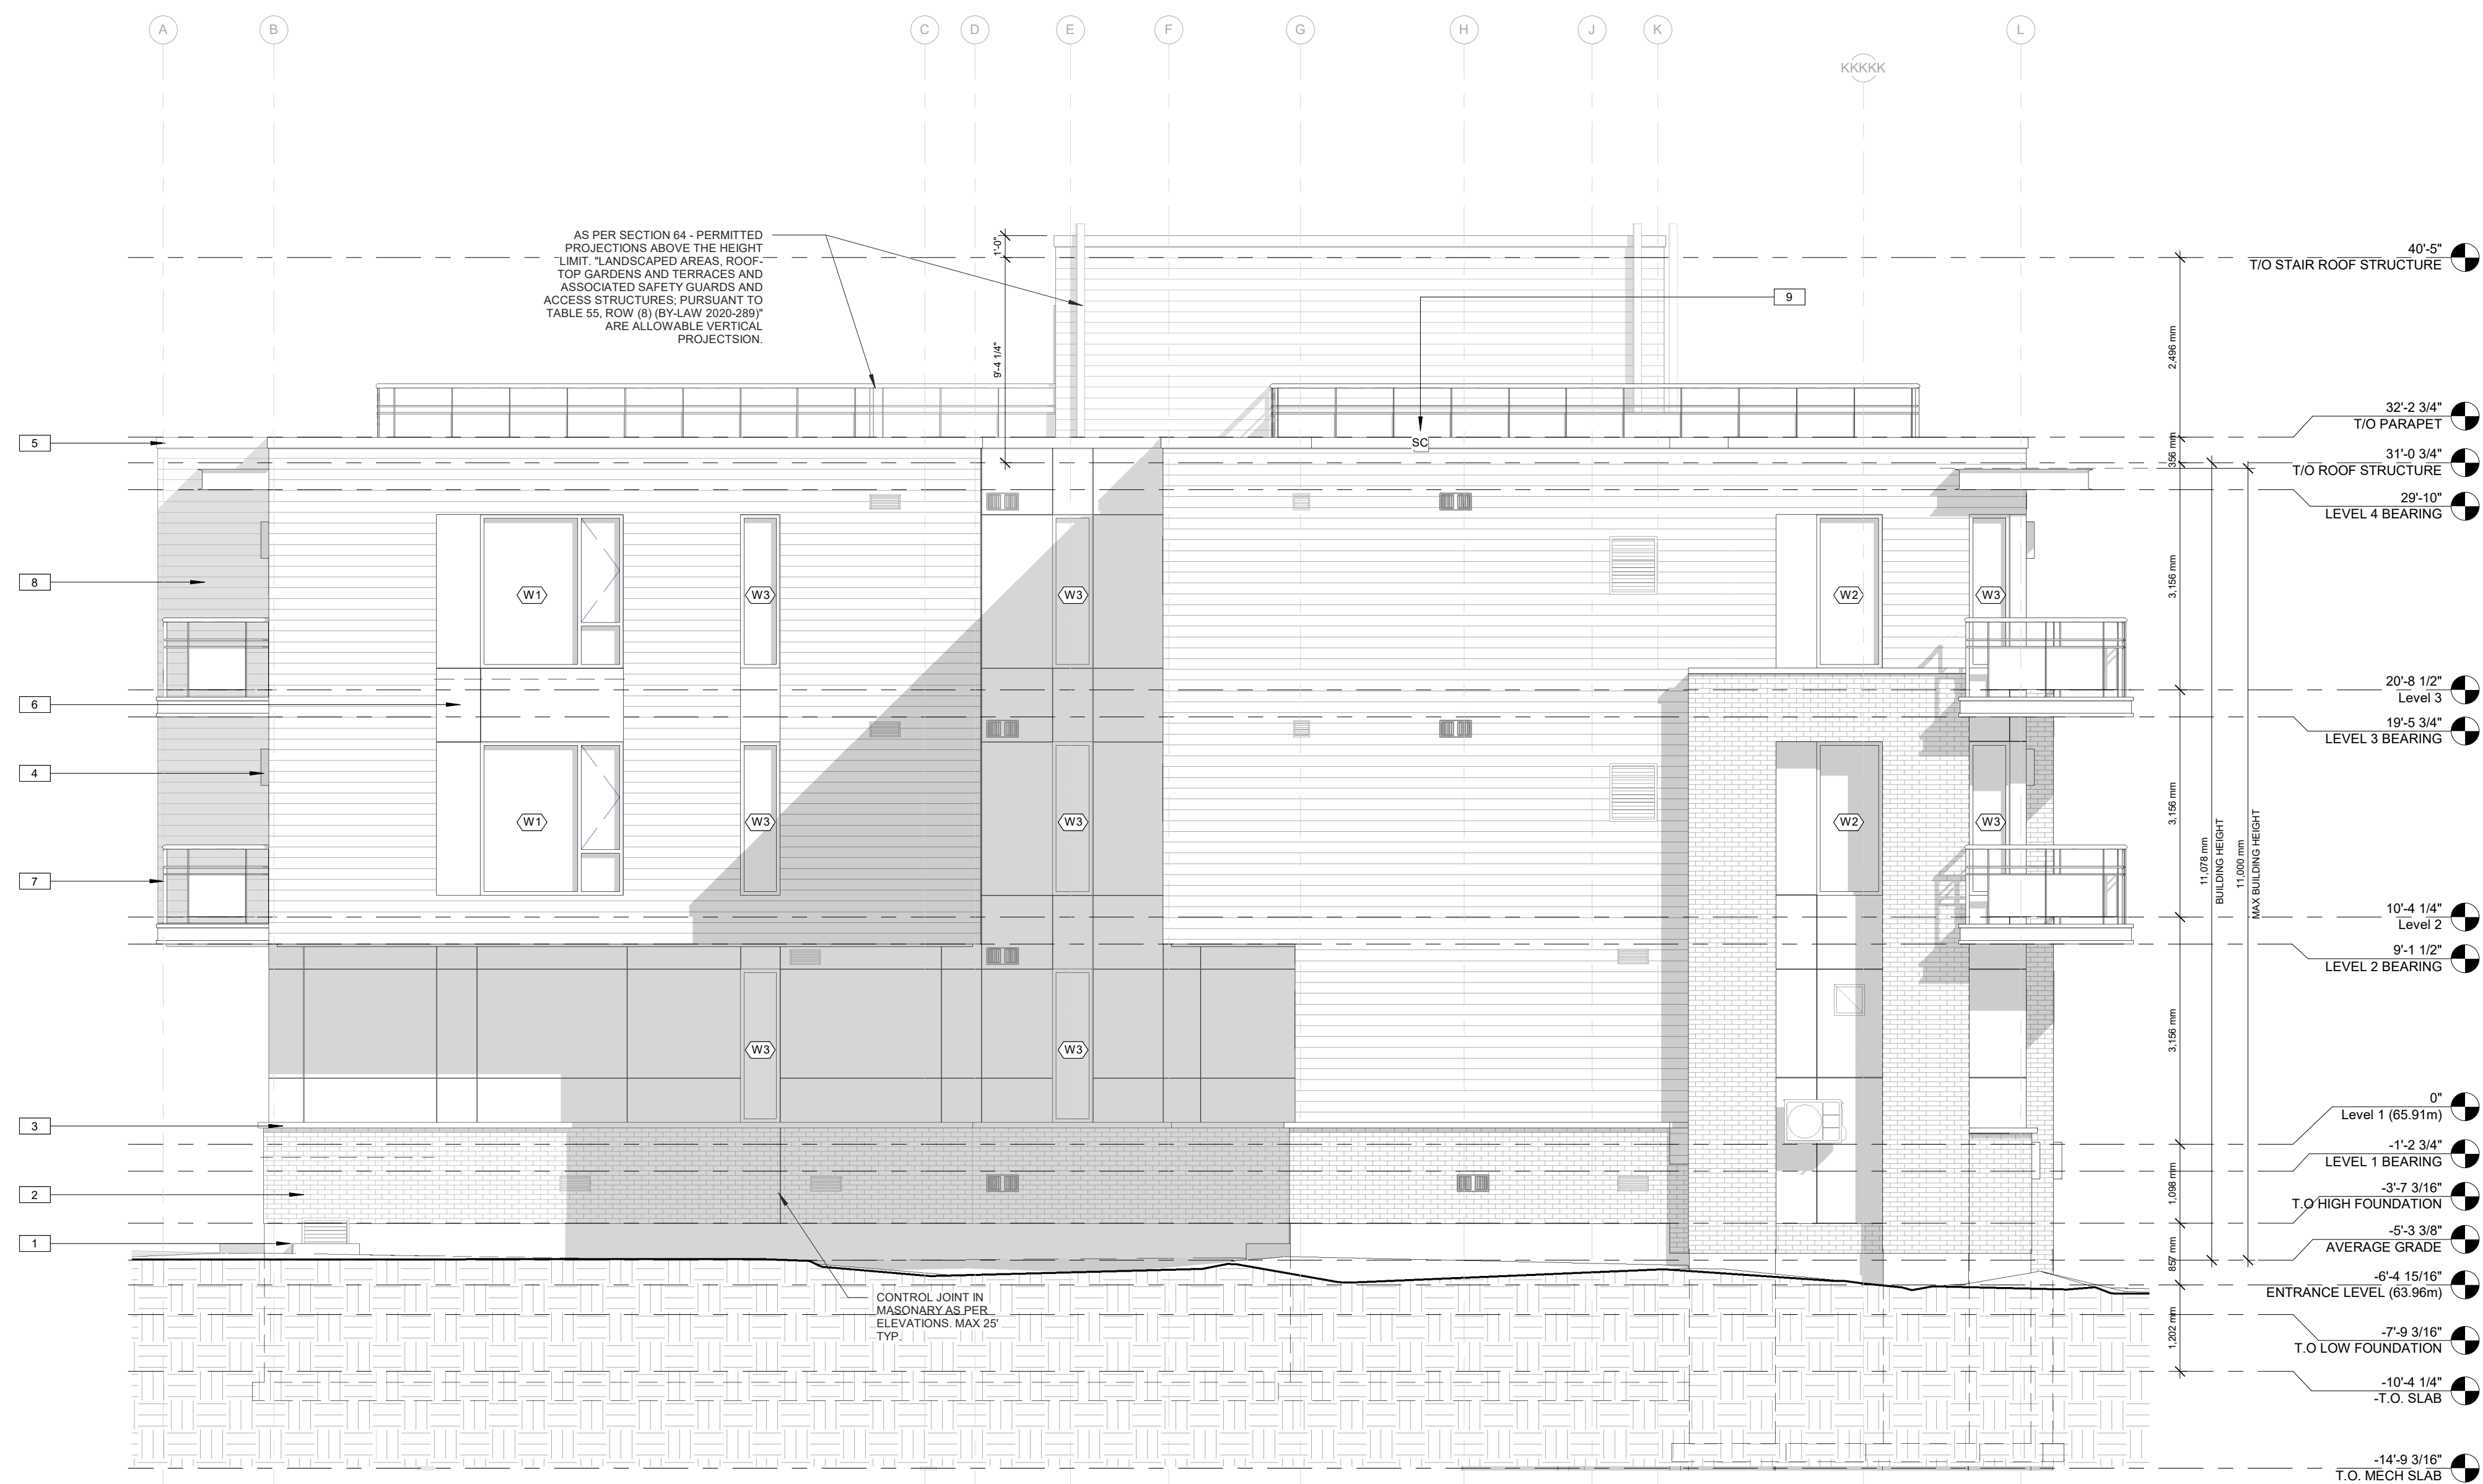 A
B
C
D
E
F
G
H
J
K
KKKKK
L
AS PER SECTION 64 - PERMITTED
PROJECTIONS ABOVE THE HEIGHT
LIMIT. "LANDSCAPED AREAS, ROOF-
TOP GARDENS AND TERRACES AND
ASSOCIATED SAFETY GUARDS AND
ACCESS STRUCTURES; PURSUANT TO
TABLE 55, ROW (8) (BY-LAW 2020-289)"
ARE ALLOWABLE VERTICAL
PROJECTSION.
1'-0"
9'-4 1/4"
9
SC
5
8
6
4
7
3
2
1
W1
W3
W3
W2
W3
W1
W3
W3
W2
W3
W3
W3
CONTROL JOINT IN
MASONARY AS PER
ELEVATIONS. MAX 25'
TYP.
2,496 mm
356 mm
3,156 mm
3,156 mm
3,156 mm
1,098 mm
857 mm
1,202 mm
11,078 mm
BUILDING HEIGHT
11,000 mm
MAX BUILDING HEIGHT
40'-5"
T/O STAIR ROOF STRUCTURE
32'-2 3/4"
T/O PARAPET
31'-0 3/4"
T/O ROOF STRUCTURE
29'-10"
LEVEL 4 BEARING
20'-8 1/2"
Level 3
19'-5 3/4"
LEVEL 3 BEARING
10'-4 1/4"
Level 2
9'-1 1/2"
LEVEL 2 BEARING
0"
Level 1 (65.91m)
-1'-2 3/4"
LEVEL 1 BEARING
-3'-7 3/16"
T.O HIGH FOUNDATION
-5'-3 3/8"
AVERAGE GRADE
-6'-4 15/16"
ENTRANCE LEVEL (63.96m)
-7'-9 3/16"
T.O LOW FOUNDATION
-10'-4 1/4"
-T.O. SLAB
-14'-9 3/16"
T.O. MECH SLAB